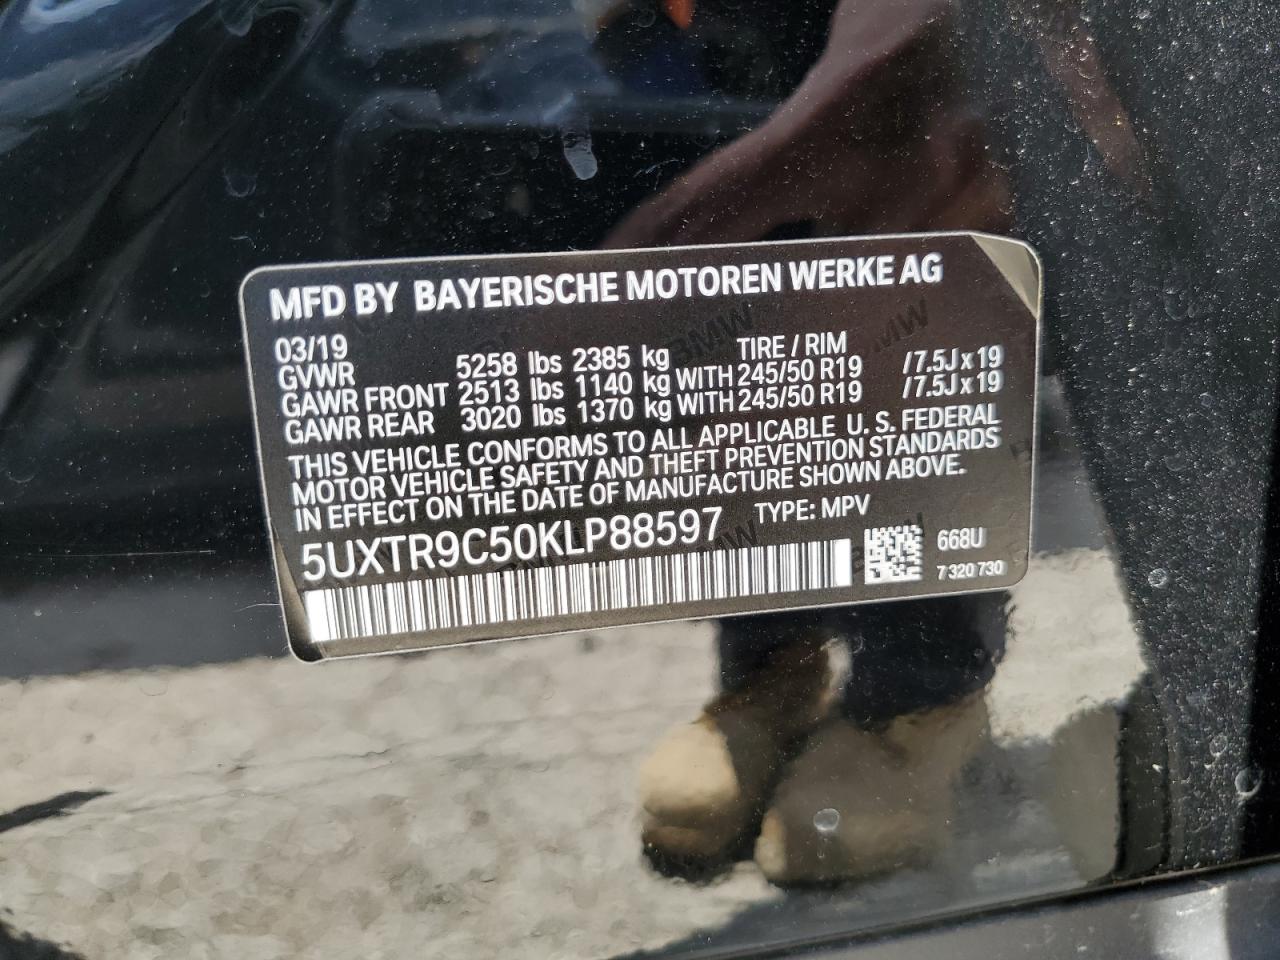 MFD BY BAYERISCHE MOTOREN WERKE AG
03/19 TIRE / RIM
GVWR 5258 lbs 2385 kg
GAWR FRONT 2513 lbs 1140 kg WITH 245/50 R19 /7.5J x 19
GAWR REAR 3020 lbs 1370 kg WITH 245/50 R19 /7.5J x 19
THIS VEHICLE CONFORMS TO ALL APPLICABLE U. S. FEDERAL
MOTOR VEHICLE SAFETY AND THEFT PREVENTION STANDARDS
IN EFFECT ON THE DATE OF MANUFACTURE SHOWN ABOVE.
5UXTR9C50KLP88597 TYPE: MPV
668U
7 320 730
BMW
BMW
BMW